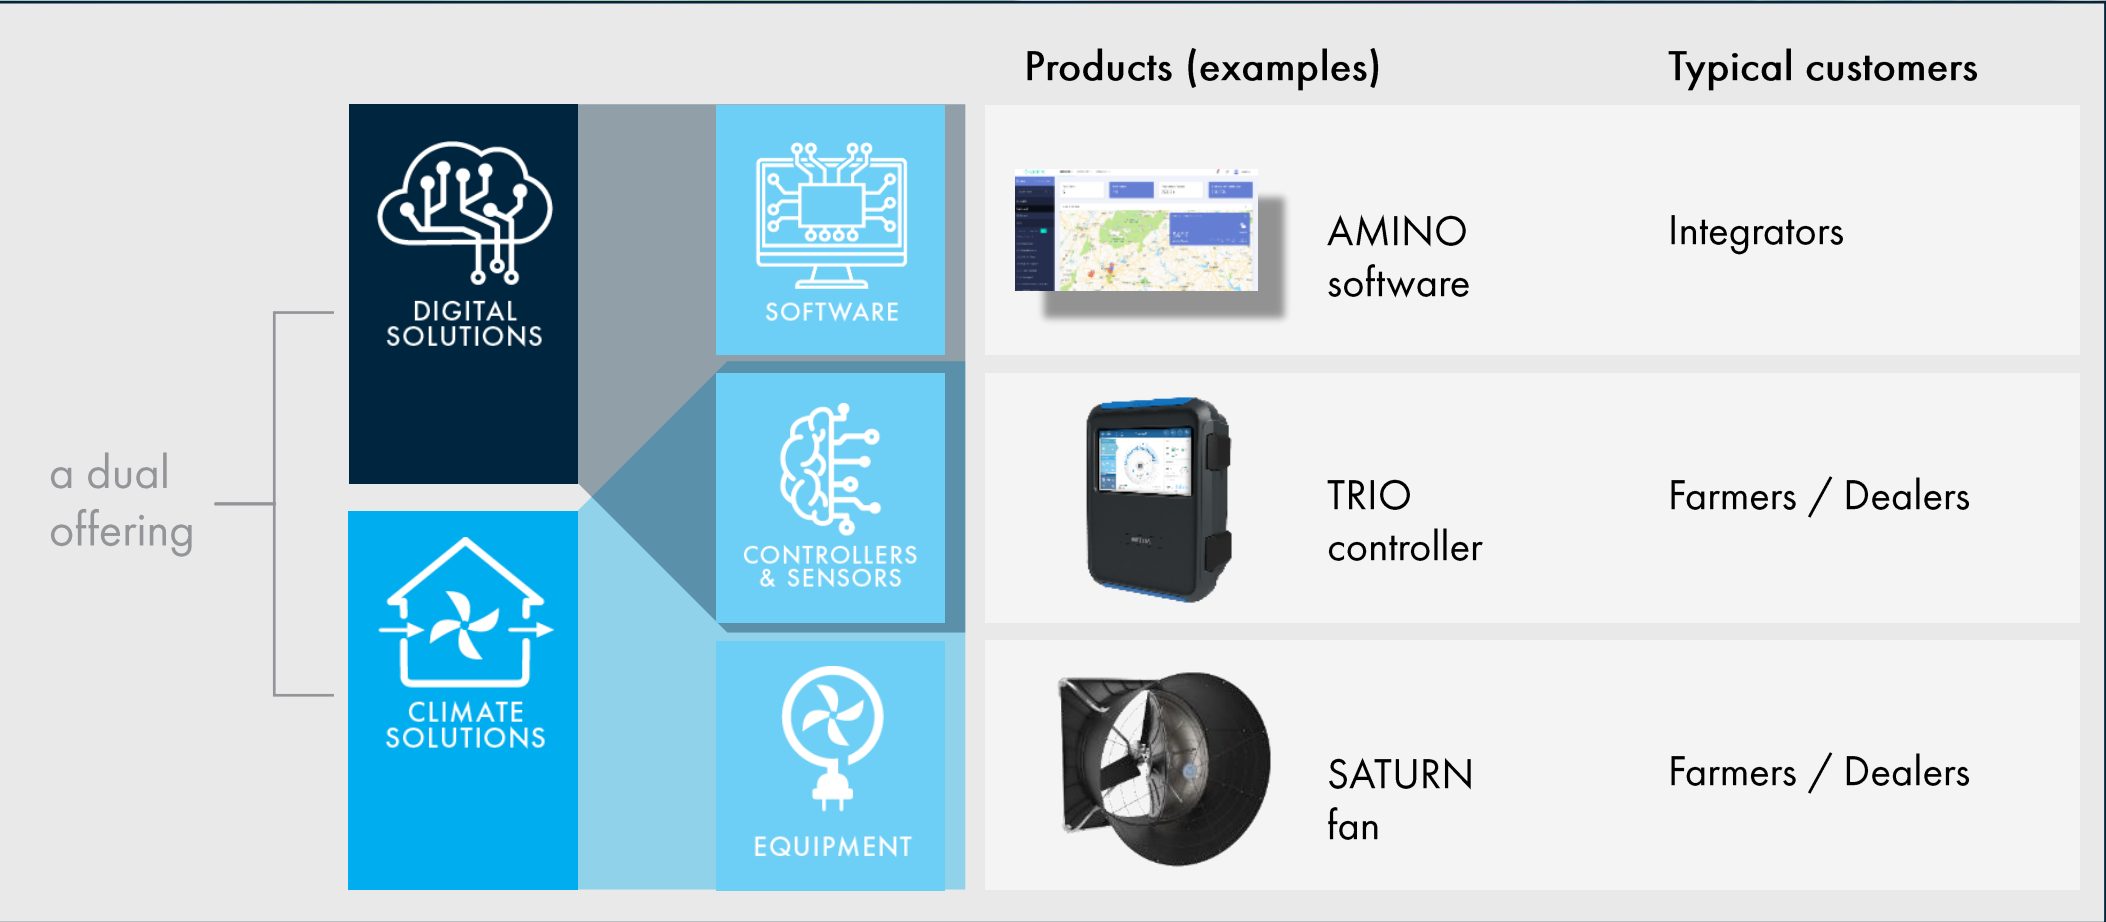 Products (examples)
Typical customers
a dual
offering
DIGITAL
SOLUTIONS
CLIMATE
SOLUTIONS
SOFTWARE
AMINO
software
Integrators
CONTROLLERS
& SENSORS
TRIO
controller
Farmers / Dealers
EQUIPMENT
SATURN
fan
Farmers / Dealers